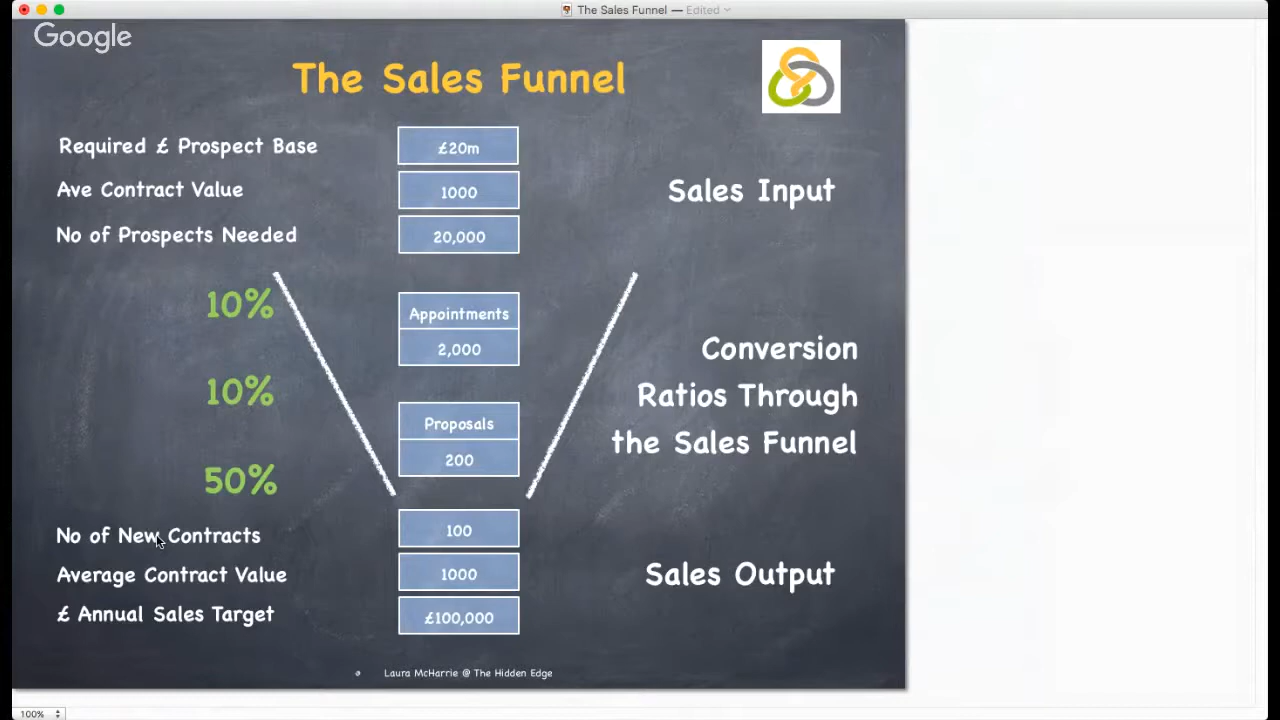 The Sales Funnel — Edited
Google
The Sales Funnel
Required £ Prospect Base
£20m
Ave Contract Value
1000
Sales Input
No of Prospects Needed
20,000
10%
Appointments
2,000
10%
Proposals
200
50%
Conversion
Ratios Through
the Sales Funnel
No of New Contracts
100
Average Contract Value
1000
Sales Output
£ Annual Sales Target
£100,000
Laura McHarrie @ The Hidden Edge
100%